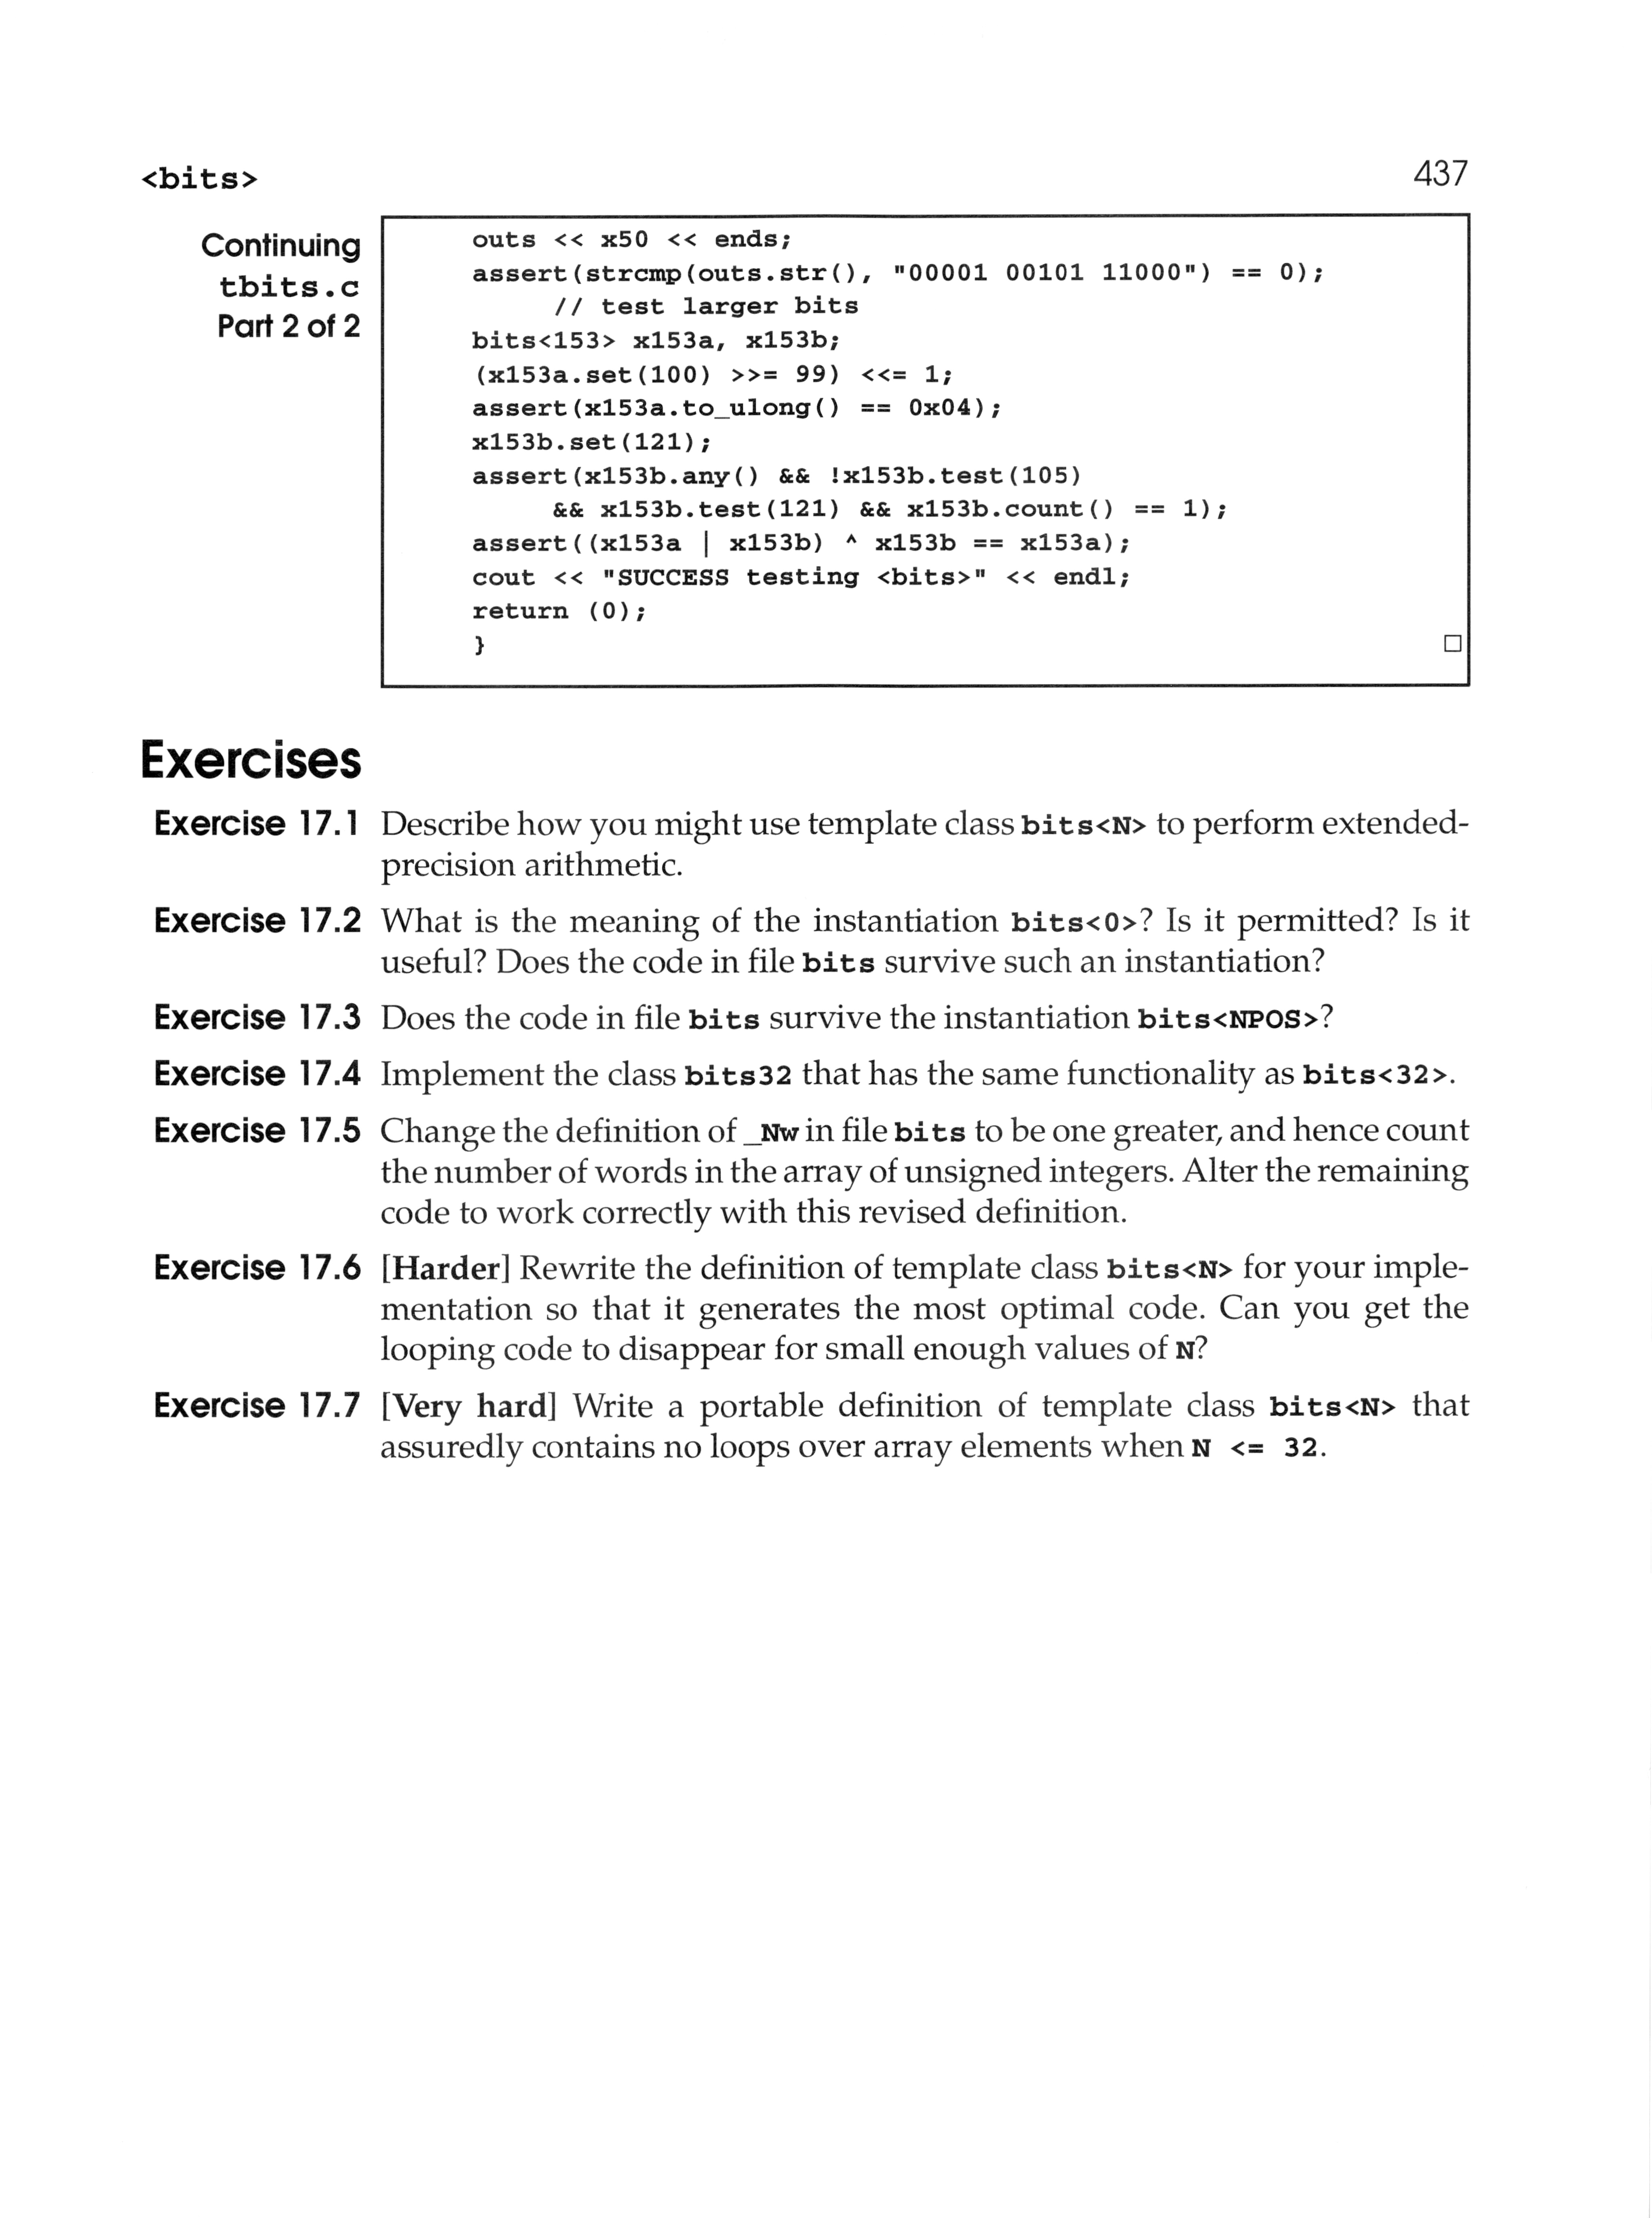 <bits>
437
Continuing
tbits.c
Part 2 of 2
outs << x50 << ends;
assert(strcmp(outs.str(), "00001 00101 11000") == 0);
// test larger bits
bits<153> x153a, x153b;
(x153a.set(100) >>= 99) <<= 1;
assert(x153a.to_ulong() == 0x04);
x153b.set(121);
assert(x153b.any() && !x153b.test(105)
&& x153b.test(121) && x153b.count() == 1);
assert((x153a | x153b) ^ x153b == x153a);
cout << "SUCCESS testing <bits>" << endl;
return (0);
}
Exercises
Exercise 17.1 Describe how you might use template class bits<N> to perform extended-
precision arithmetic.
Exercise 17.2 What is the meaning of the instantiation bits<0>? Is it permitted? Is it
useful? Does the code in file bits survive such an instantiation?
Exercise 17.3 Does the code in file bits survive the instantiation bits<NPOS>?
Exercise 17.4 Implement the class bits32 that has the same functionality as bits<32>.
Exercise 17.5 Change the definition of _Nw in file bits to be one greater, and hence count
the number of words in the array of unsigned integers. Alter the remaining
code to work correctly with this revised definition.
Exercise 17.6 [Harder] Rewrite the definition of template class bits<N> for your imple-
mentation so that it generates the most optimal code. Can you get the
looping code to disappear for small enough values of N?
Exercise 17.7 [Very hard] Write a portable definition of template class bits<N> that
assuredly contains no loops over array elements when N <= 32.